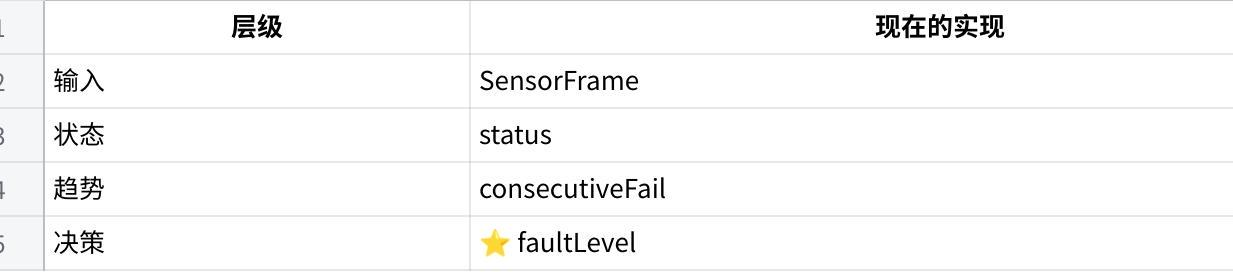 1 层级 现在的实现
2 输入 SensorFrame
3 状态 status
4 趋势 consecutiveFail
5 决策 ⭐ faultLevel